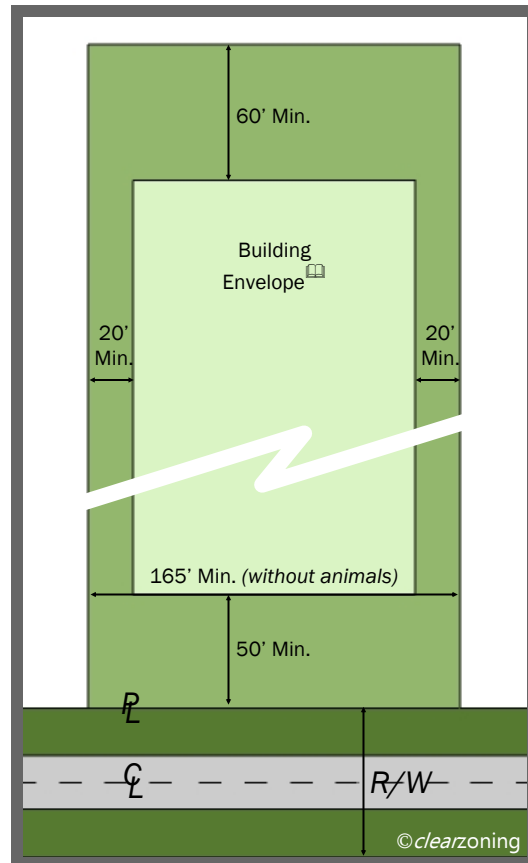 60’ Min.
Building
Envelope
20’
Min.
20’
Min.
165’ Min. (without animals)
50’ Min.
PL
CL
R/W
©clearzoning